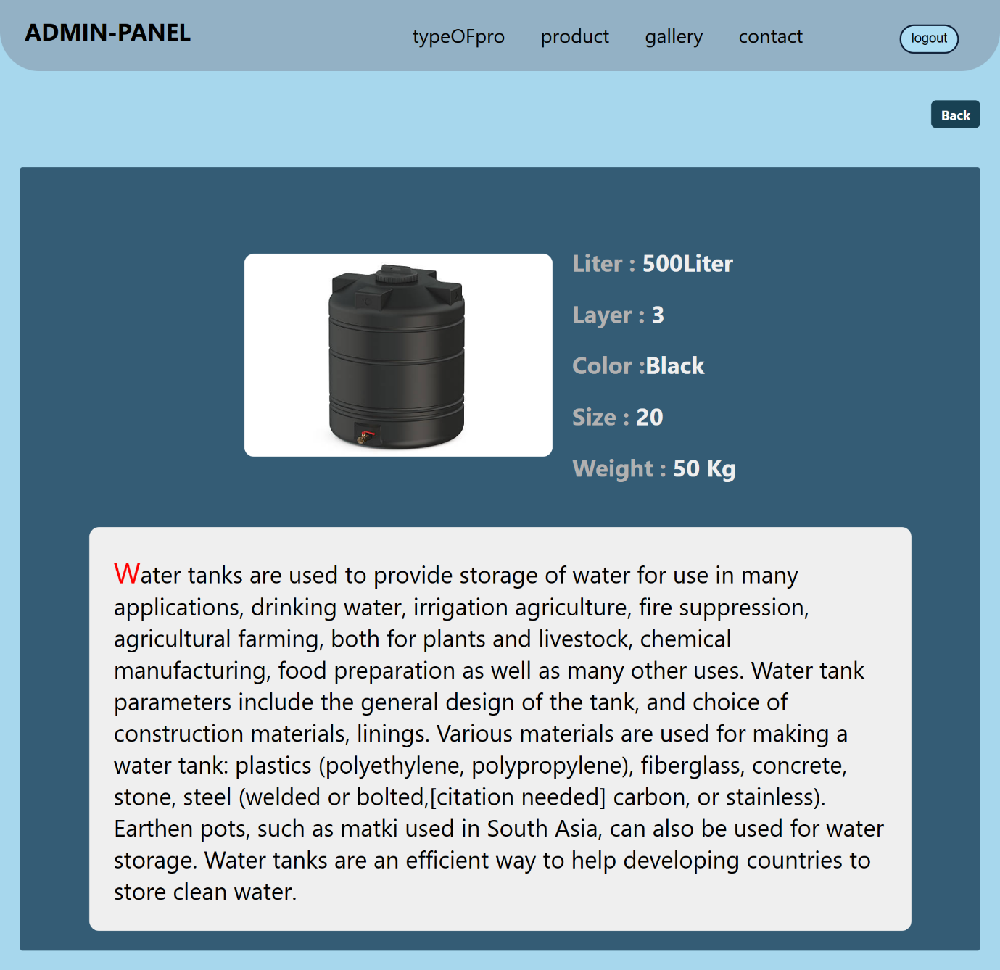 ADMIN-PANEL
typeOFpro product gallery contact
logout
Back
Liter : 500Liter
Layer : 3
Color :Black
Size : 20
Weight : 50 Kg
Water tanks are used to provide storage of water for use in many
applications, drinking water, irrigation agriculture, fire suppression,
agricultural farming, both for plants and livestock, chemical
manufacturing, food preparation as well as many other uses. Water tank
parameters include the general design of the tank, and choice of
construction materials, linings. Various materials are used for making a
water tank: plastics (polyethylene, polypropylene), fiberglass, concrete,
stone, steel (welded or bolted,[citation needed] carbon, or stainless).
Earthen pots, such as matki used in South Asia, can also be used for water
storage. Water tanks are an efficient way to help developing countries to
store clean water.